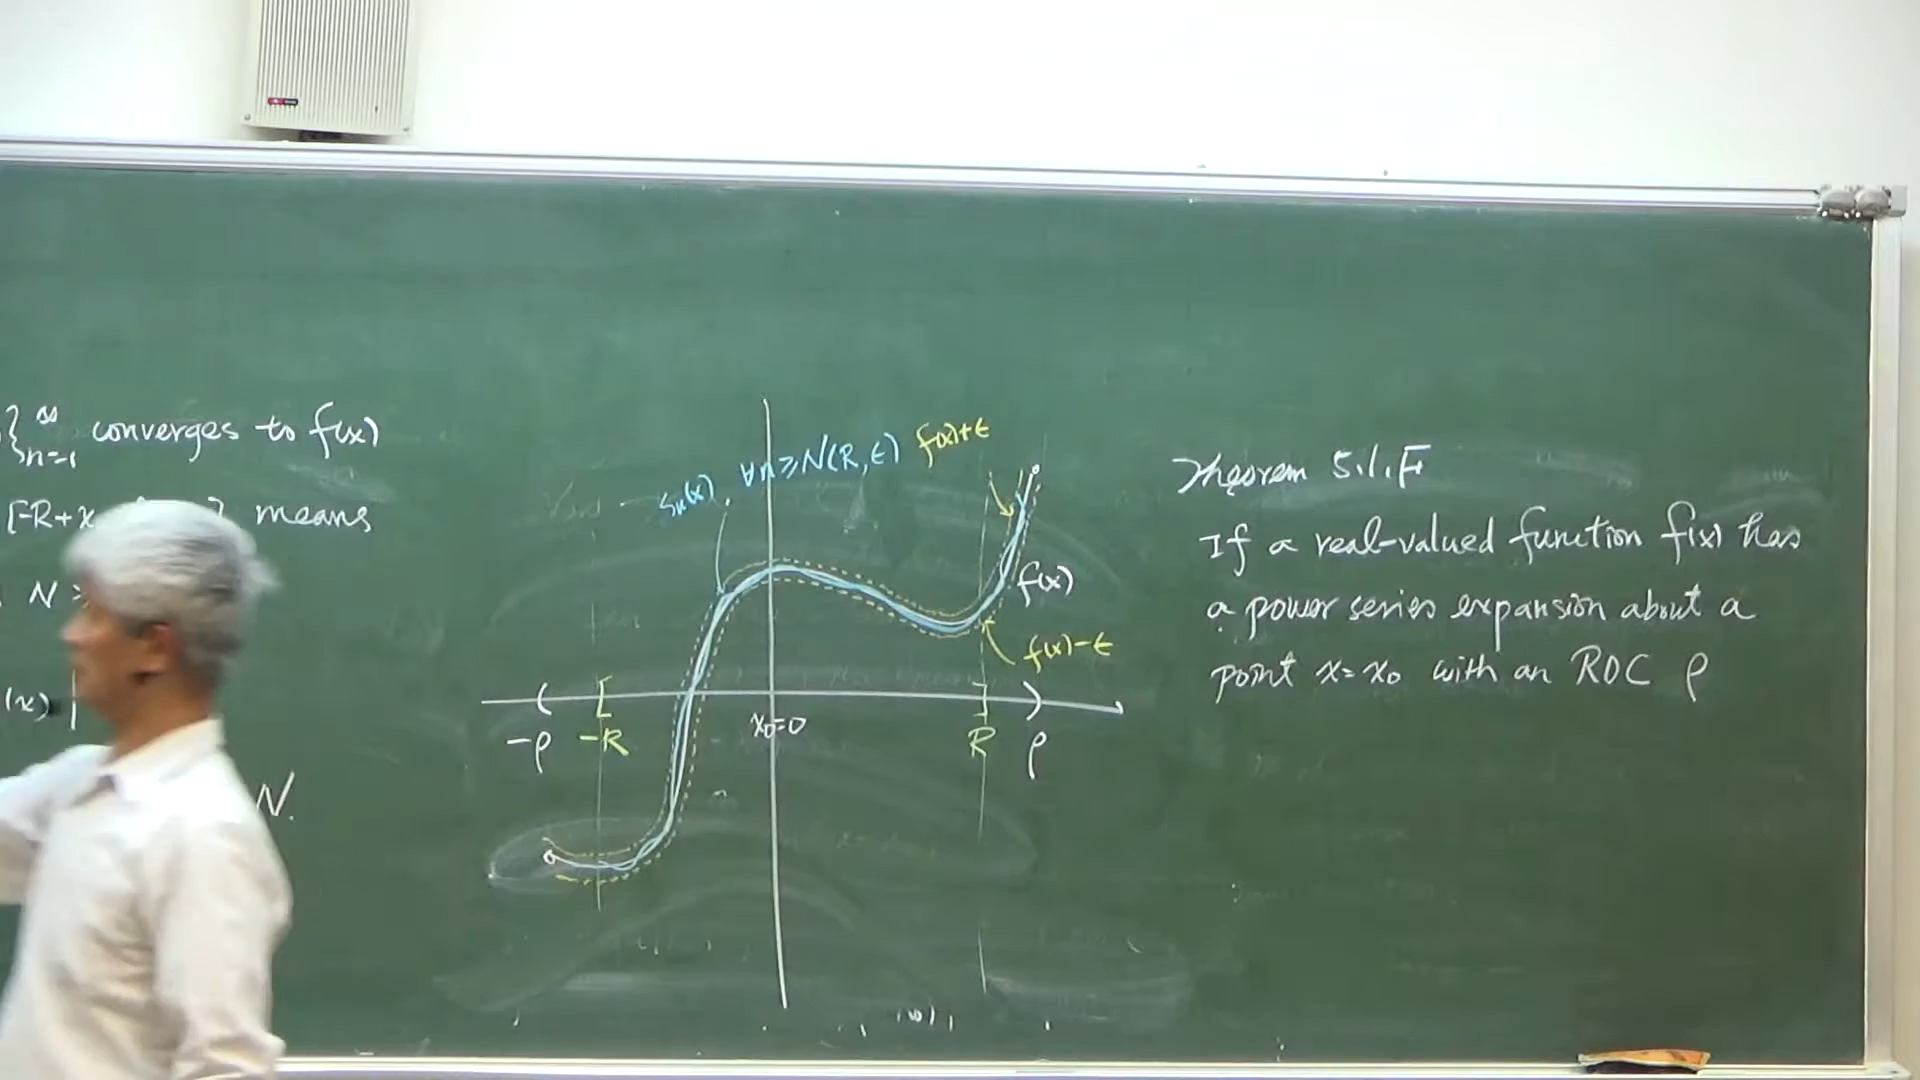 }∞n=1 converges to f(x)
[-R+x ] means
N >
(x) |
N.
Sn(x), ∀n ≥ N(R, ε) f(x)+ε
f(x)
f(x)-ε
-ρ -R x0=0 R ρ
Theorem 5.1.F
If a real-valued function f(x) has
a power series expansion about a
point x=x0 with an ROC ρ